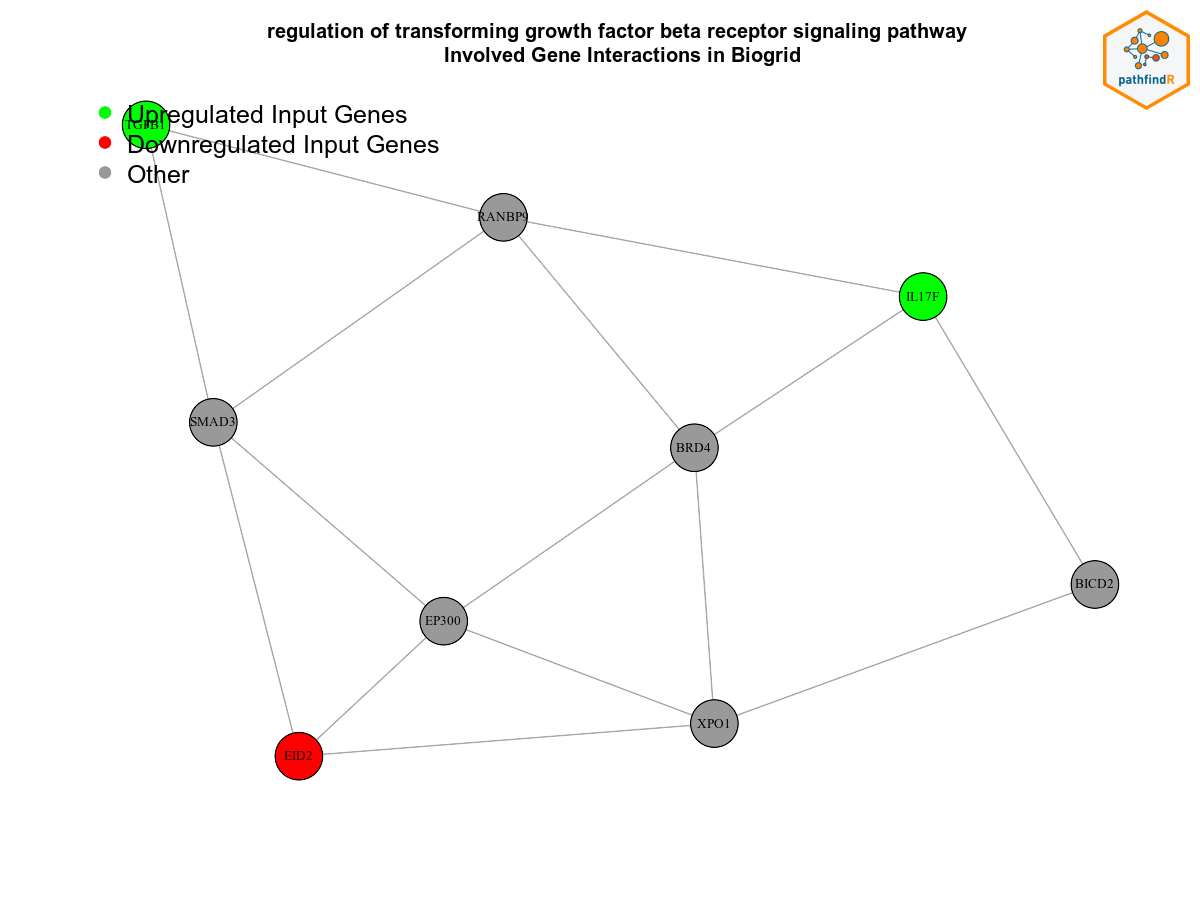 regulation of transforming growth factor beta receptor signaling pathway
Involved Gene Interactions in Biogrid
pathfindR
Upregulated Input Genes
TGFB1
Downregulated Input Genes
Other
RANBP9
IL17F
SMAD3
BRD4
BICD2
EP300
XPO1
EID2